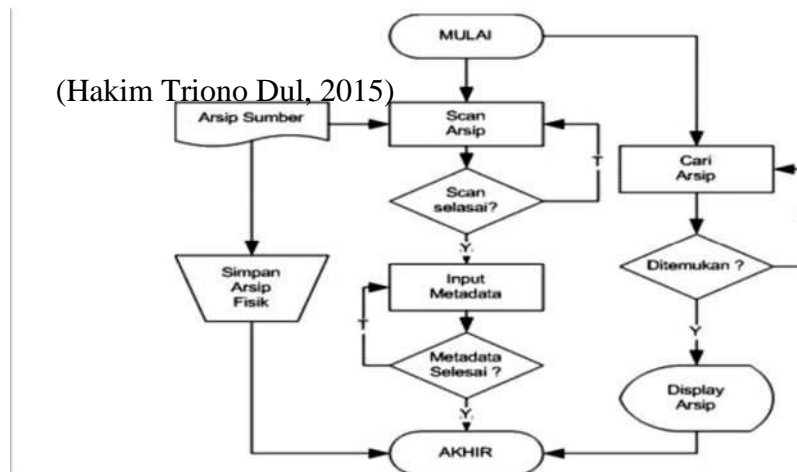 MULAI
(Hakim Triono Dul, 2015)
Arsip Sumber
Scan
Arsip
T
Cari
Arsip
Scan
selasai?
Y
Simpan
Arsip
Fisik
Input
Metadata
Ditemukan ?
T
Y
Metadata
Selesai ?
Display
Arsip
Y
AKHIR